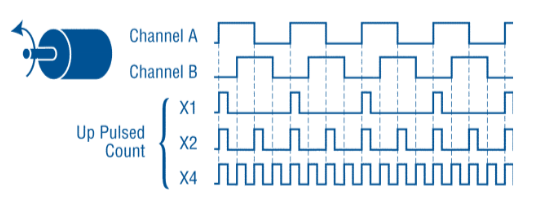 Channel A
Channel B
X1
Up Pulsed
Count
X2
X4